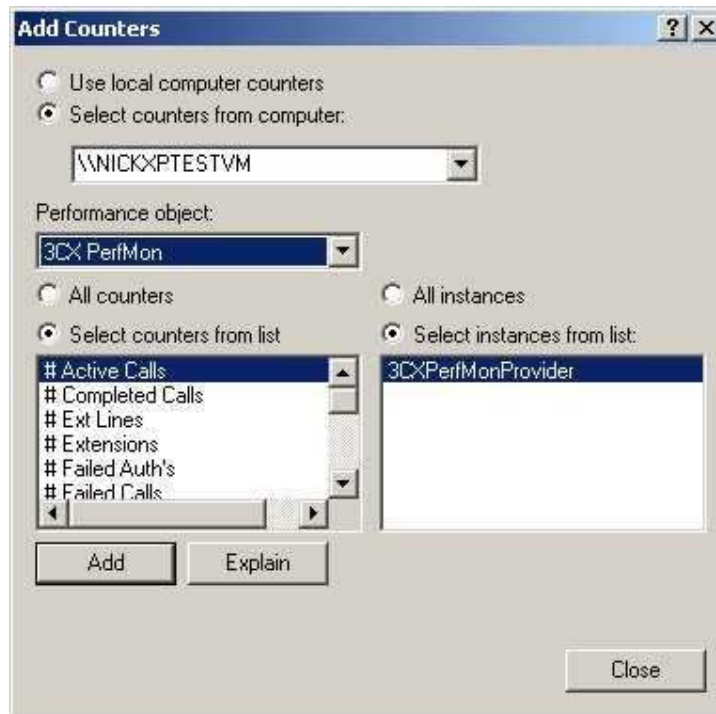 Add Counters
Use local computer counters
Select counters from computer:
\\NICKXPTESTVM
Performance object:
3CX PerfMon
All counters
All instances
Select counters from list
Select instances from list:
# Active Calls
# Completed Calls
# Ext Lines
# Extensions
# Failed Auth's
# Failed Calls
3CXPerfMonProvider
Add
Explain
Close